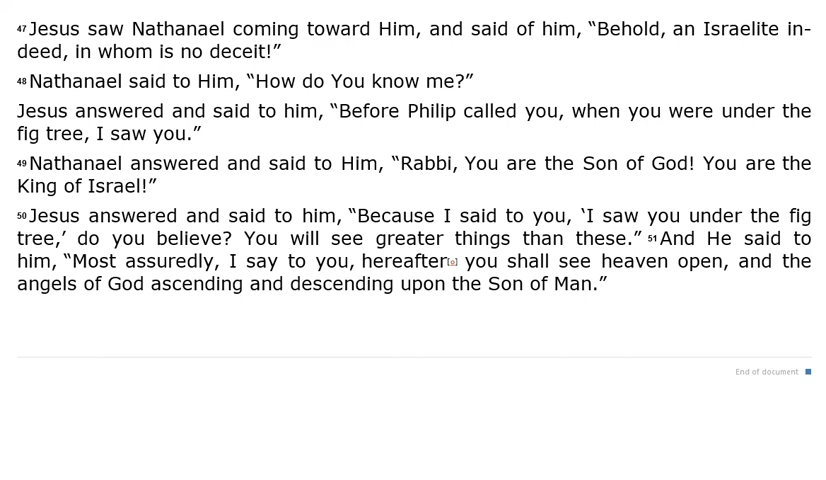 47Jesus saw Nathanael coming toward Him, and said of him, “Behold, an Israelite in-
deed, in whom is no deceit!”
48Nathanael said to Him, “How do You know me?”
Jesus answered and said to him, “Before Philip called you, when you were under the
fig tree, I saw you.”
49Nathanael answered and said to Him, “Rabbi, You are the Son of God! You are the
King of Israel!”
50Jesus answered and said to him, “Because I said to you, ‘I saw you under the fig
tree,’ do you believe? You will see greater things than these.” 51And He said to
him, “Most assuredly, I say to you, hereafter[o] you shall see heaven open, and the
angels of God ascending and descending upon the Son of Man.”
End of document